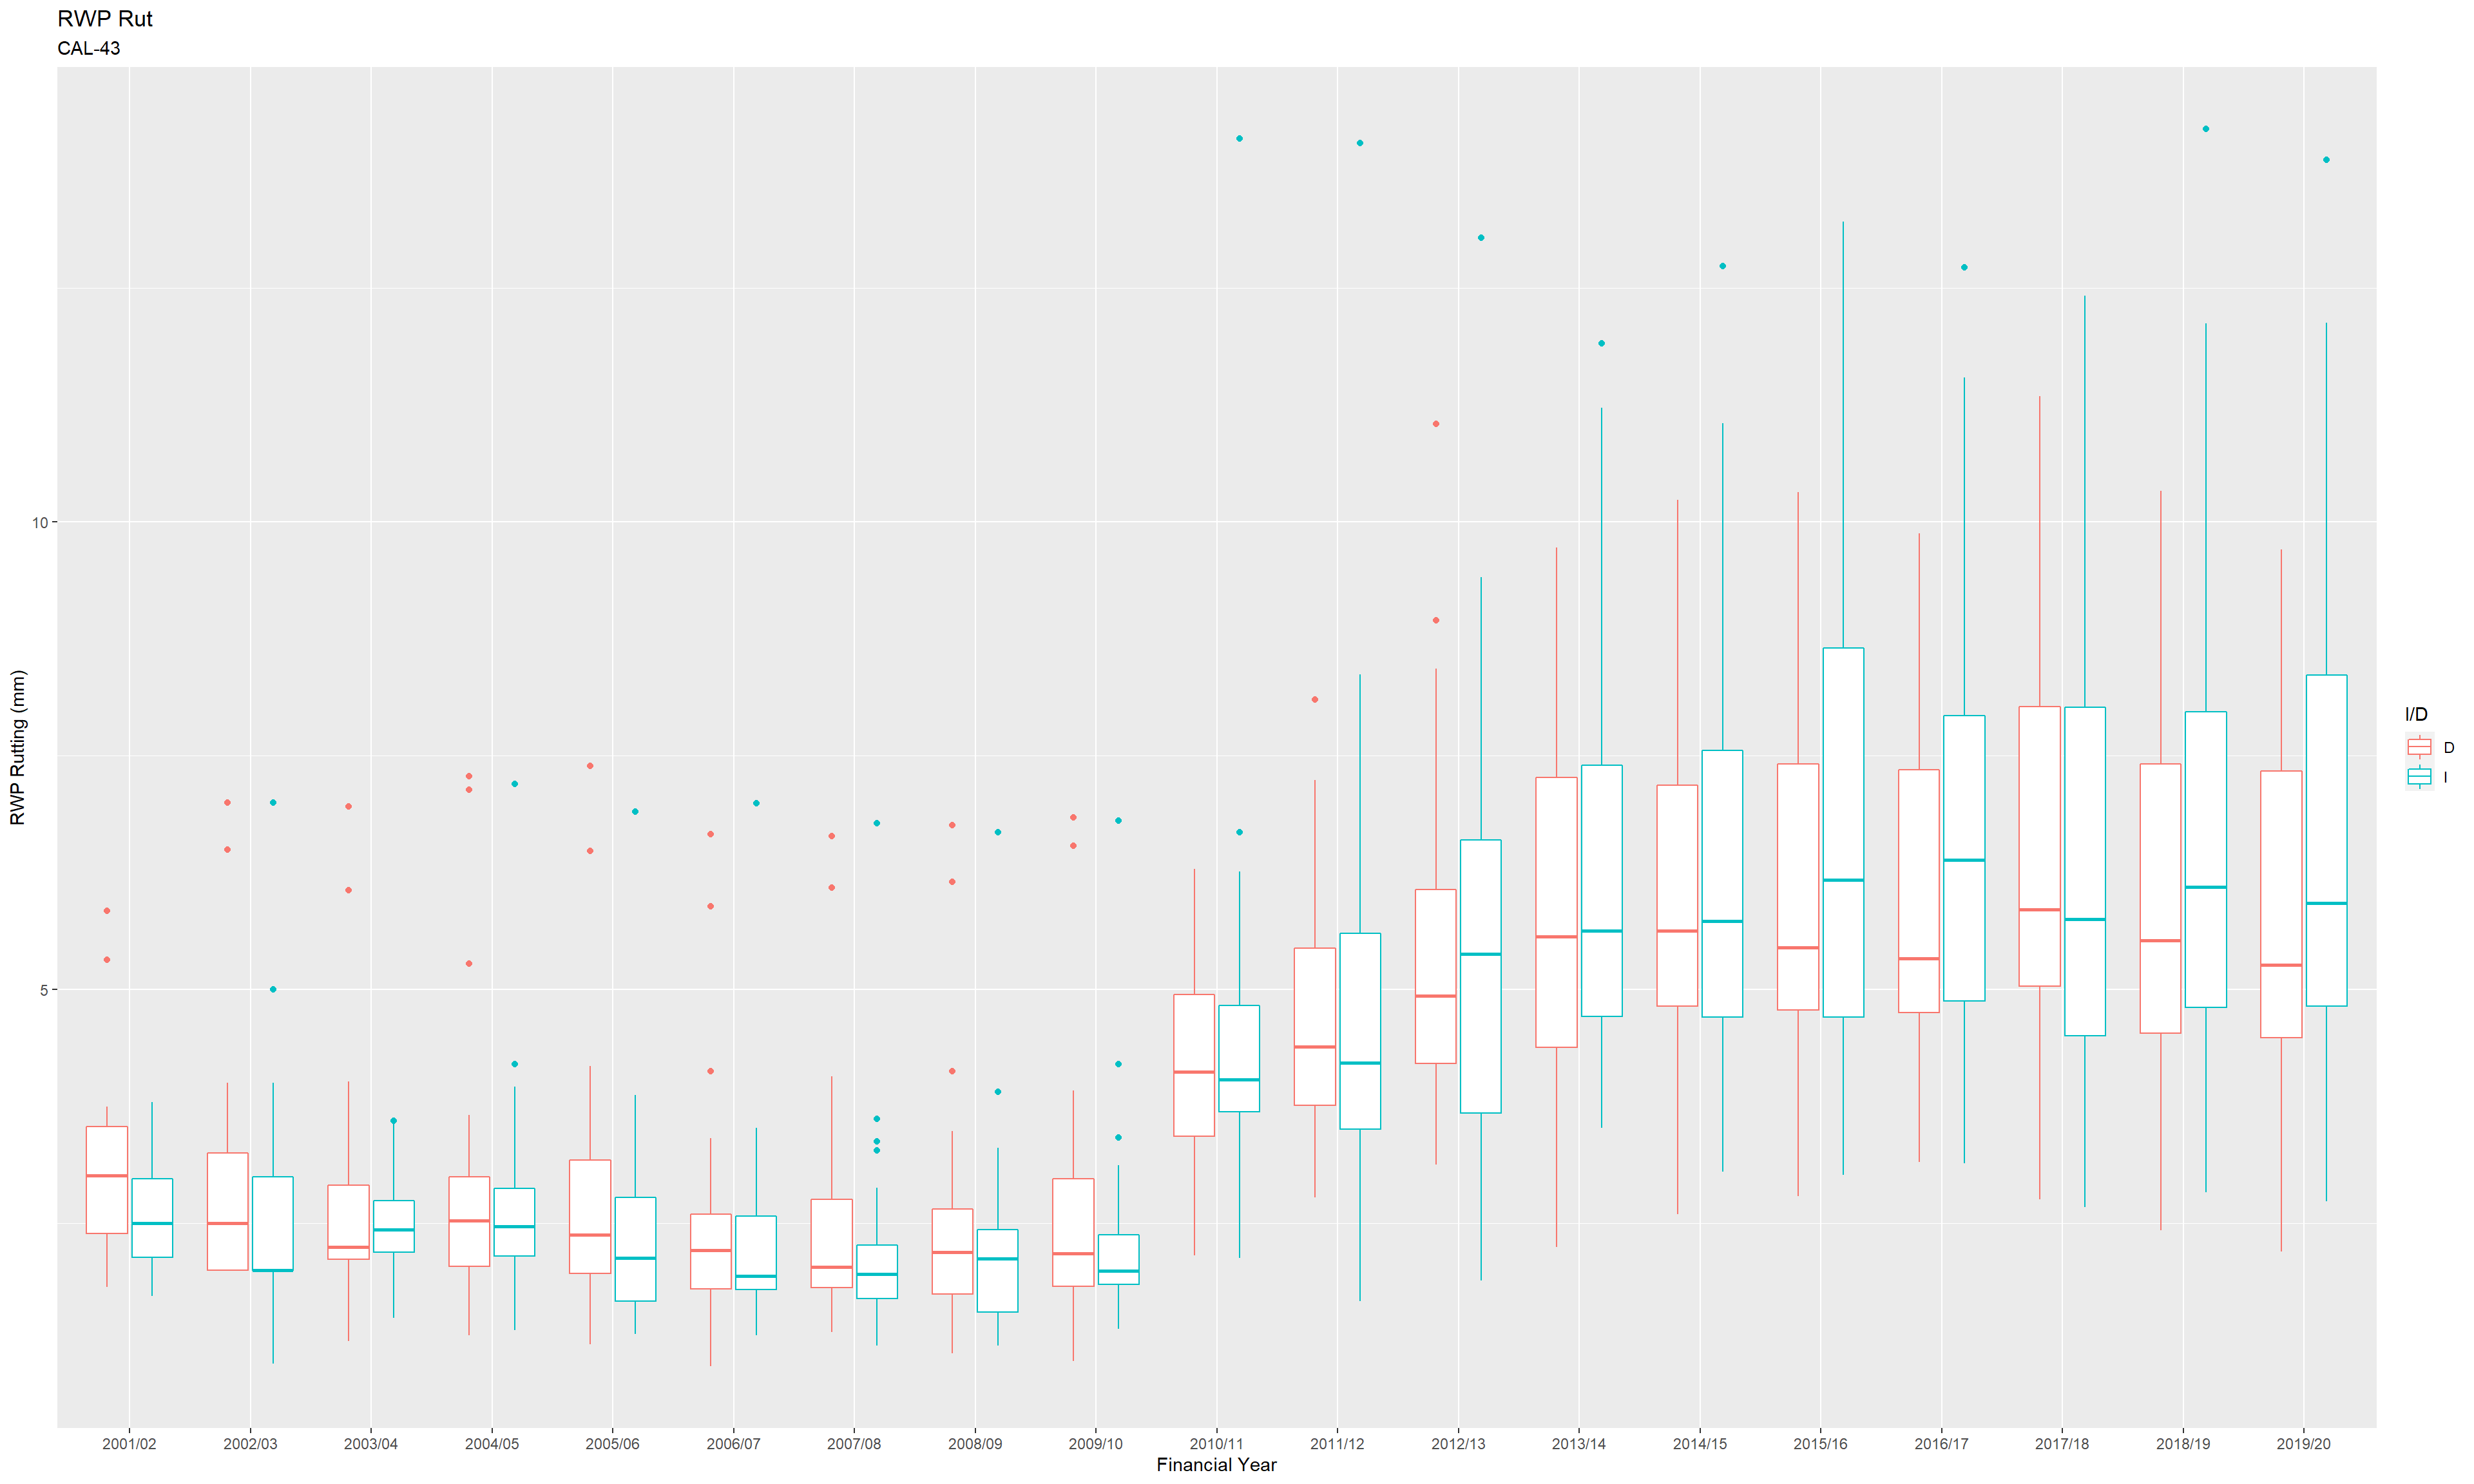 RWP Rut
CAL-43
RWP Rutting (mm)
10
5
2001/02 2002/03 2003/04 2004/05 2005/06 2006/07 2007/08 2008/09 2009/10 2010/11 2011/12 2012/13 2013/14 2014/15 2015/16 2016/17 2017/18 2018/19 2019/20
Financial Year
I/D
D
I